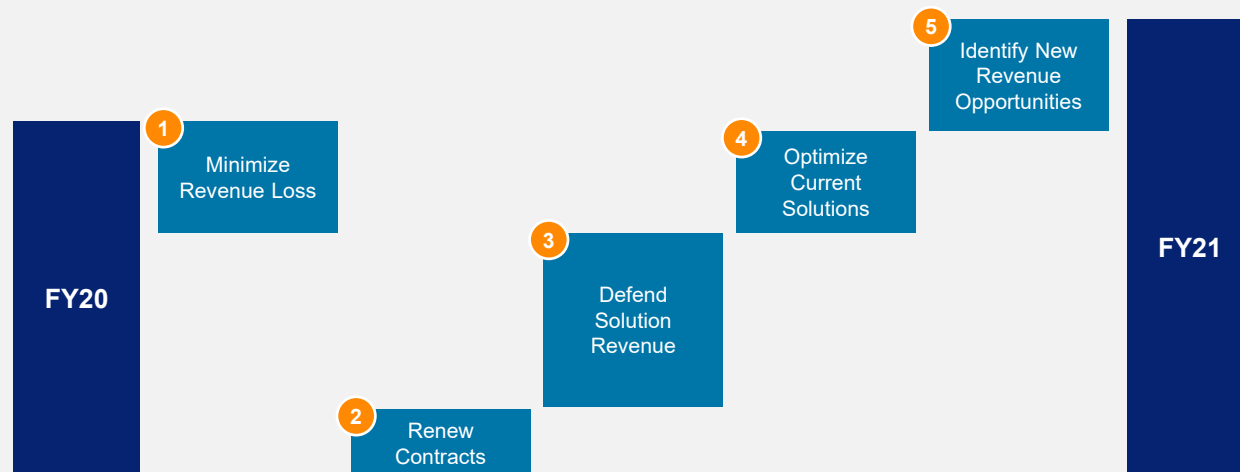 FY20
1
Minimize
Revenue Loss
2
Renew
Contracts
3
Defend
Solution
Revenue
4
Optimize
Current
Solutions
5
Identify New
Revenue
Opportunities
FY21